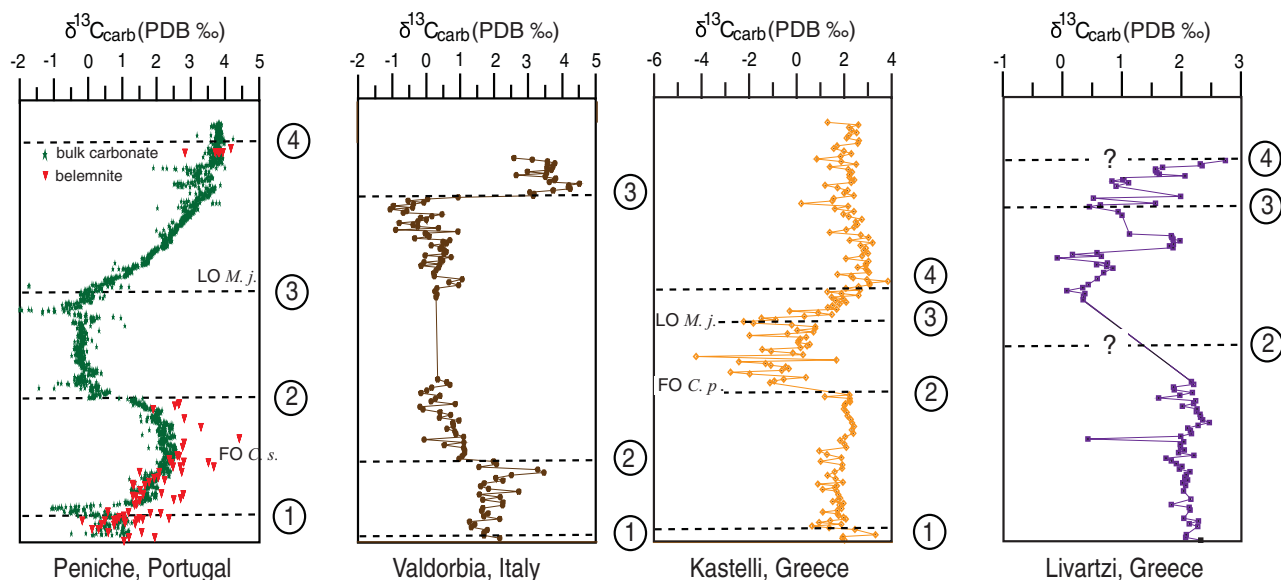 δ13Ccarb(PDB ‰) δ13Ccarb(PDB ‰) δ13Ccarb(PDB ‰) δ13Ccarb(PDB ‰)
-2 -1 0 1 2 3 4 5 -2 -1 0 1 2 3 4 5 -6 -4 -2 0 2 4 -1 0 1 2 3
4
bulk carbonate
belemnite
LO M. j.
3
2
FO C. s.
1
Peniche, Portugal
3
2
1
Valdorbia, Italy
4
LO M. j.
3
FO C. p.
2
1
Kastelli, Greece
? 4
3
? 2
Livartzi, Greece